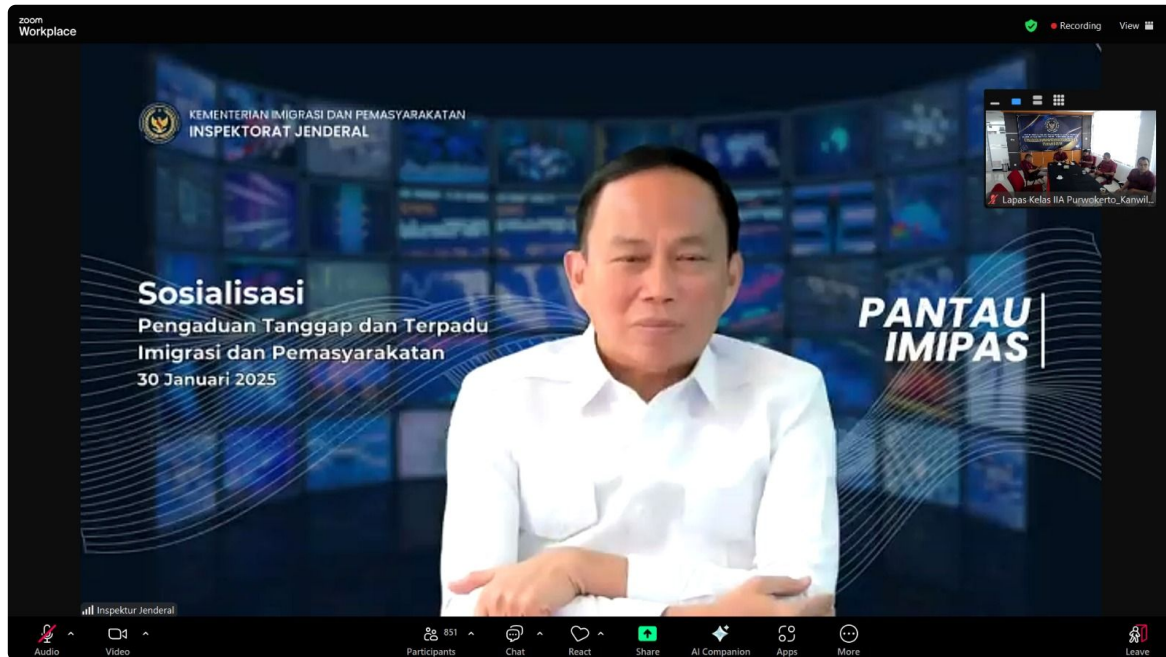 zoom
Workplace
Recording
View
KEMENTERIAN IMIGRASI DAN PEMASYARAKATAN
INSPEKTORAT JENDERAL
Lapas Kelas IIA Purwokerto_Kanwil...
Sosialisasi
Pengaduan Tanggap dan Terpadu
Imigrasi dan Pemasyarakatan
30 Januari 2025
PANTAU
IMIPAS
Inspektur Jenderal
851
Audio
Video
Participants
Chat
React
Share
AI Companion
Apps
More
Leave